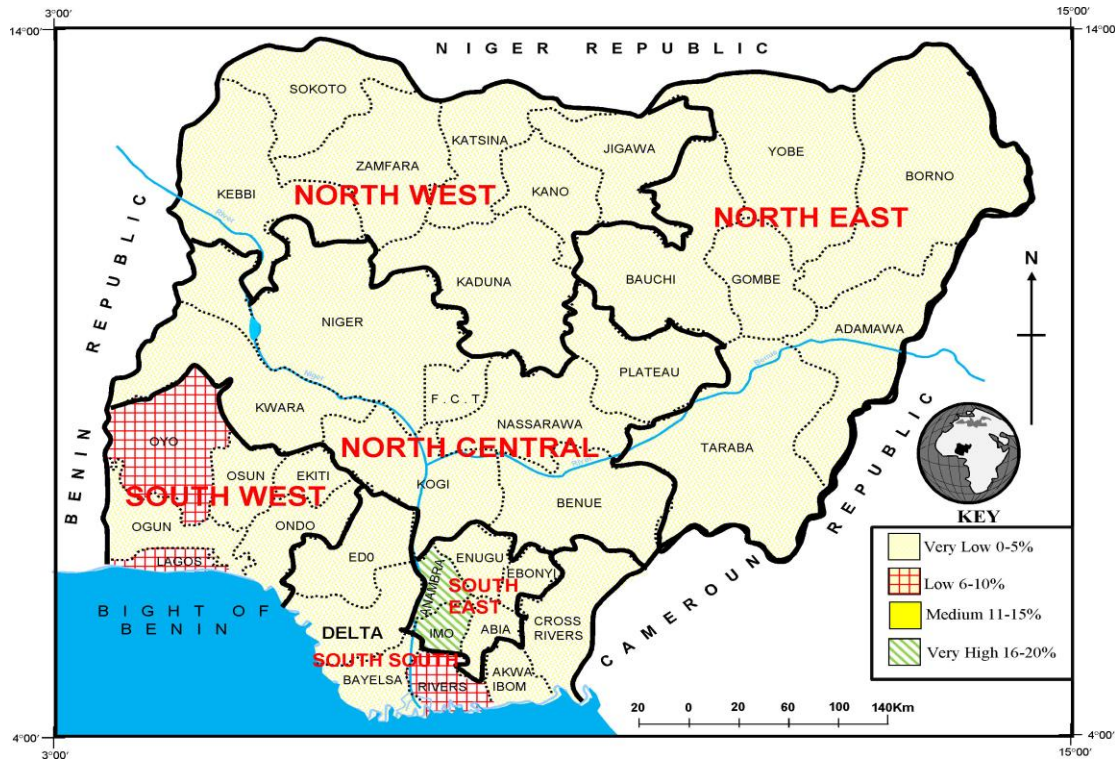 3°00'
15°00'
14°00'
14°00'
NIGER REPUBLIC
SOKOTO
KATSINA
JIGAWA
YOBE
ZAMFARA
BORNO
KEBBI
KANO
NORTH WEST
NORTH EAST
River
BENIN REPUBLIC
N
KADUNA
BAUCHI
GOMBE
NIGER
ADAMAWA
Benue
PLATEAU
Niger
F.C.T
KWARA
NASSARAWA
OYO
NORTH CENTRAL
TARABA
OSUN
EKITI
KOGI
SOUTH WEST
BENUE
OGUN
ONDO
CAMEROUN REPUBLIC
KEY
ED0
ENUGU
LAGOS
ANAMBRA
EBONYI
SOUTH
EAST
Very Low 0-5%
Low 6-10%
Medium 11-15%
Very High 16-20%
BIGHT OF
BENIN
DELTA
IMO
ABIA
CROSS
RIVERS
SOUTH SOUTH
BAYELSA
RIVERS
AKWA
IBOM
20 0 20 60 100 140Km
4°00'
4°00'
3°00'
15°00'